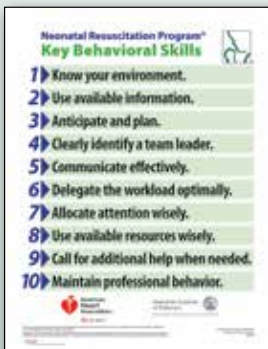 Neonatal Resuscitation Program®
Key Behavioral Skills
1 Know your environment.
2 Use available information.
3 Anticipate and plan.
4 Clearly identify a team leader.
5 Communicate effectively.
6 Delegate the workload optimally.
7 Allocate attention wisely.
8 Use available resources wisely.
9 Call for additional help when needed.
10 Maintain professional behavior.
American
Heart
Association